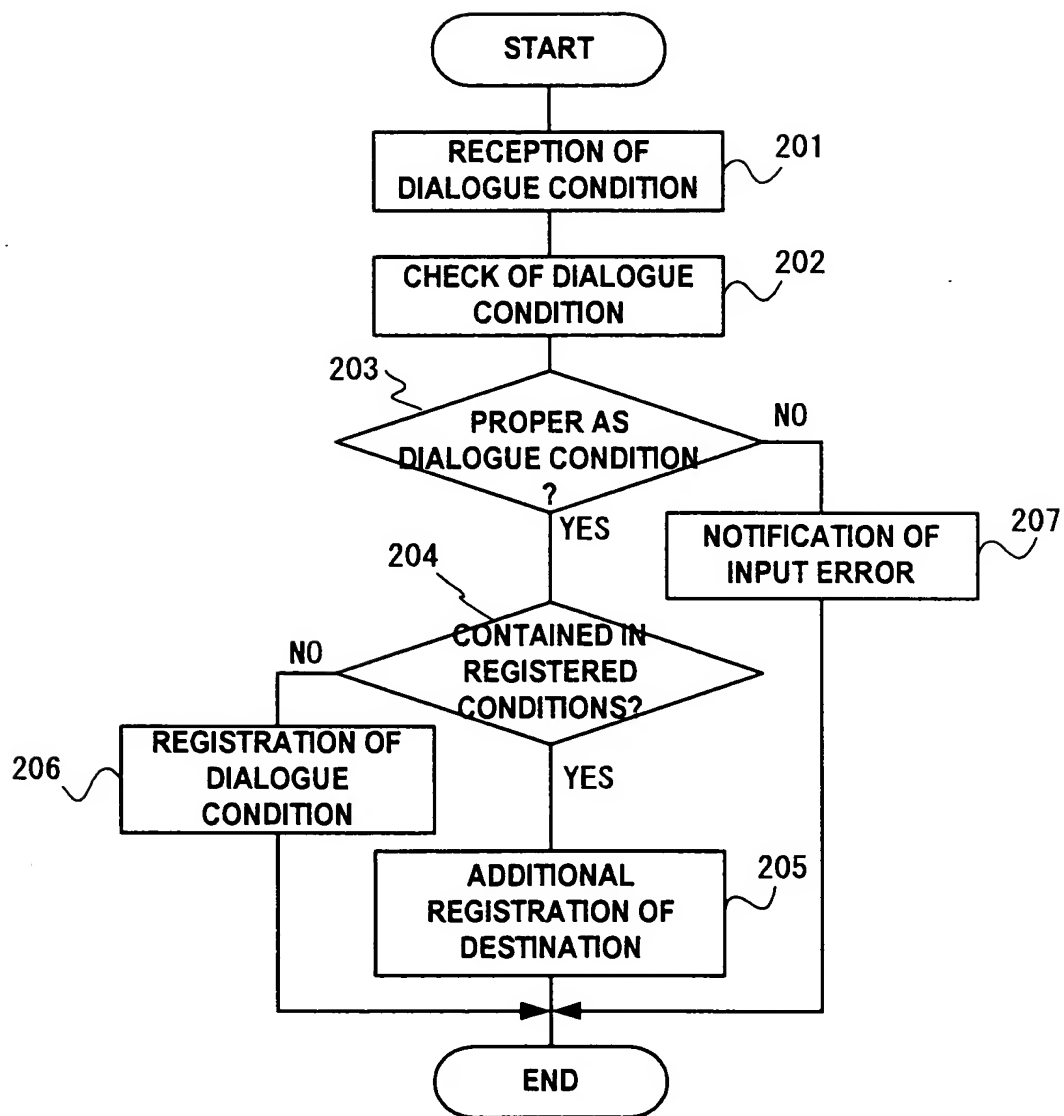 START
RECEPTION OF
DIALOGUE CONDITION
201
CHECK OF DIALOGUE
CONDITION
202
203
PROPER AS
DIALOGUE CONDITION
?
NO
YES
NOTIFICATION OF
INPUT ERROR
207
204
CONTAINED IN
REGISTERED
CONDITIONS?
NO
YES
REGISTRATION OF
DIALOGUE
CONDITION
206
ADDITIONAL
REGISTRATION OF
DESTINATION
205
END